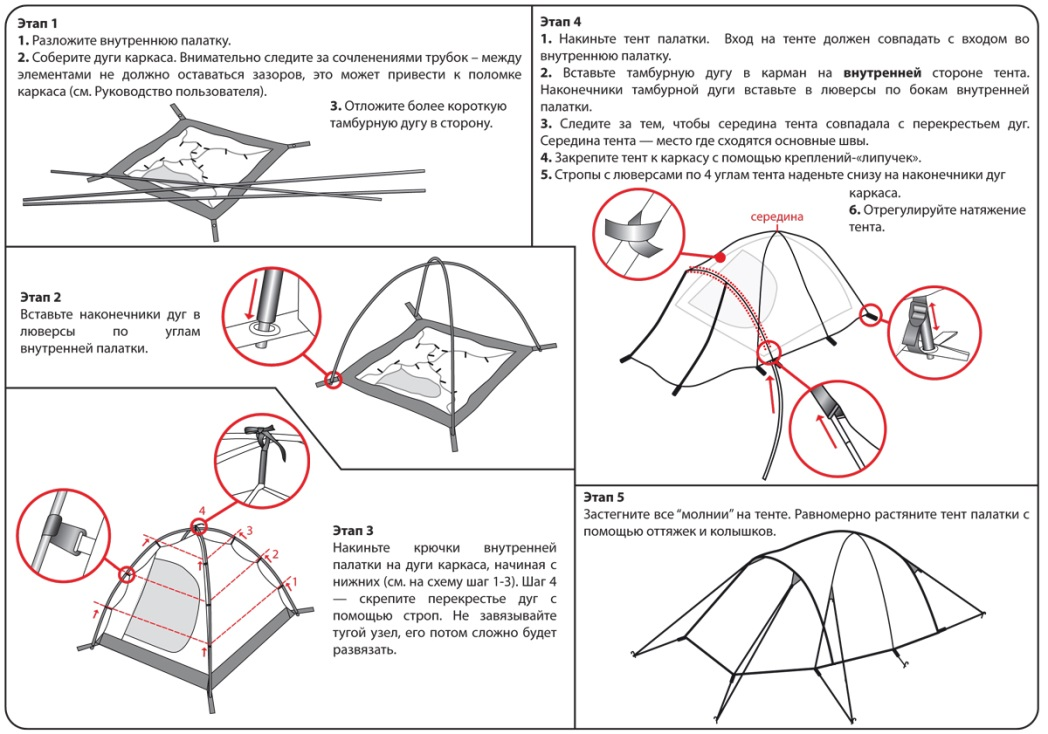 Этап 1
1. Разложите внутреннюю палатку.
2. Соберите дуги каркаса. Внимательно следите за сочленениями трубок – между
элементами не должно оставаться зазоров, это может привести к поломке
каркаса (см. Руководство пользователя).
3. Отложите более короткую
тамбурную дугу в сторону.
Этап 2
Вставьте наконечники дуг в
люверсы по углам
внутренней палатки.
4
3
2
1
Этап 3
Накиньте крючки внутренней
палатки на дуги каркаса, начиная с
нижних (см. на схему шаг 1-3). Шаг 4
— скрепите перекрестье дуг с
помощью строп. Не завязывайте
тугой узел, его потом сложно будет
развязать.
Этап 4
1. Накиньте тент палатки. Вход на тенте должен совпадать с входом во
внутреннюю палатку.
2. Вставьте тамбурную дугу в карман на внутренней стороне тента.
Наконечники тамбурной дуги вставьте в люверсы по бокам внутренней
палатки.
3. Следите за тем, чтобы середина тента совпадала с перекрестьем дуг.
Середина тента — место где сходятся основные швы.
4. Закрепите тент к каркасу с помощью креплений-«липучек».
5. Стропы с люверсами по 4 углам тента наденьте снизу на наконечники дуг
каркаса.
6. Отрегулируйте натяжение
тента.
середина
Этап 5
Застегните все “молнии” на тенте. Равномерно растяните тент палатки с
помощью оттяжек и колышков.